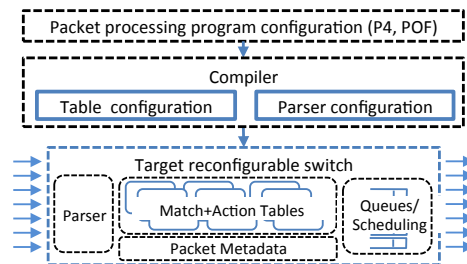 Packet processing program configuration (P4, POF)
Compiler
Table configuration
Parser configuration
Target reconfigurable switch
Parser
Match+Action Tables
Queues/
Scheduling
Packet Metadata